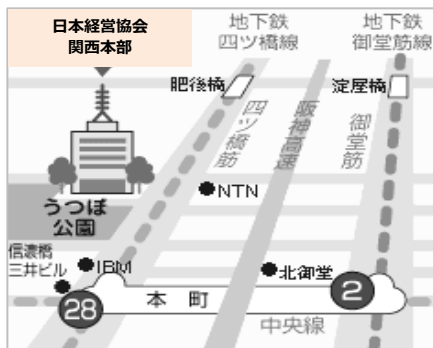 日本経営協会
関西本部
地下鉄
四ツ橋線
地下鉄
御堂筋線
肥後橋
淀屋橋
四ツ橋筋
阪神高速
御堂筋
NTN
うつぼ
公園
信濃橋
三井ビル
IBM
北御堂
28
本町
2
中央線